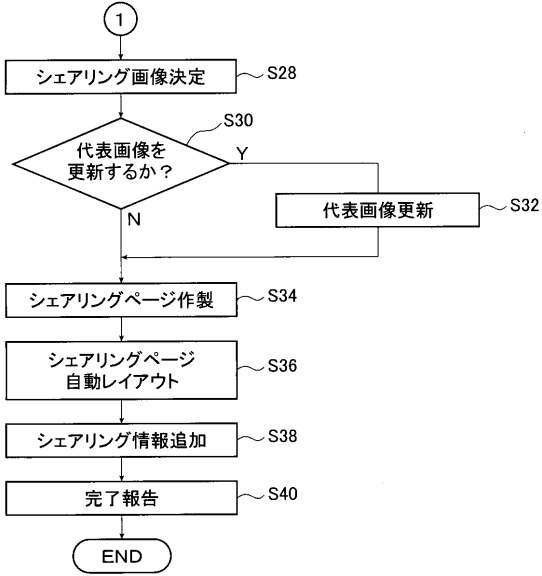 1
シェアリング画像決定
S28
S30
代表画像を
更新するか？
Y
N
代表画像更新
S32
シェアリングページ作製
S34
シェアリングページ
自動レイアウト
S36
シェアリング情報追加
S38
完了報告
S40
END